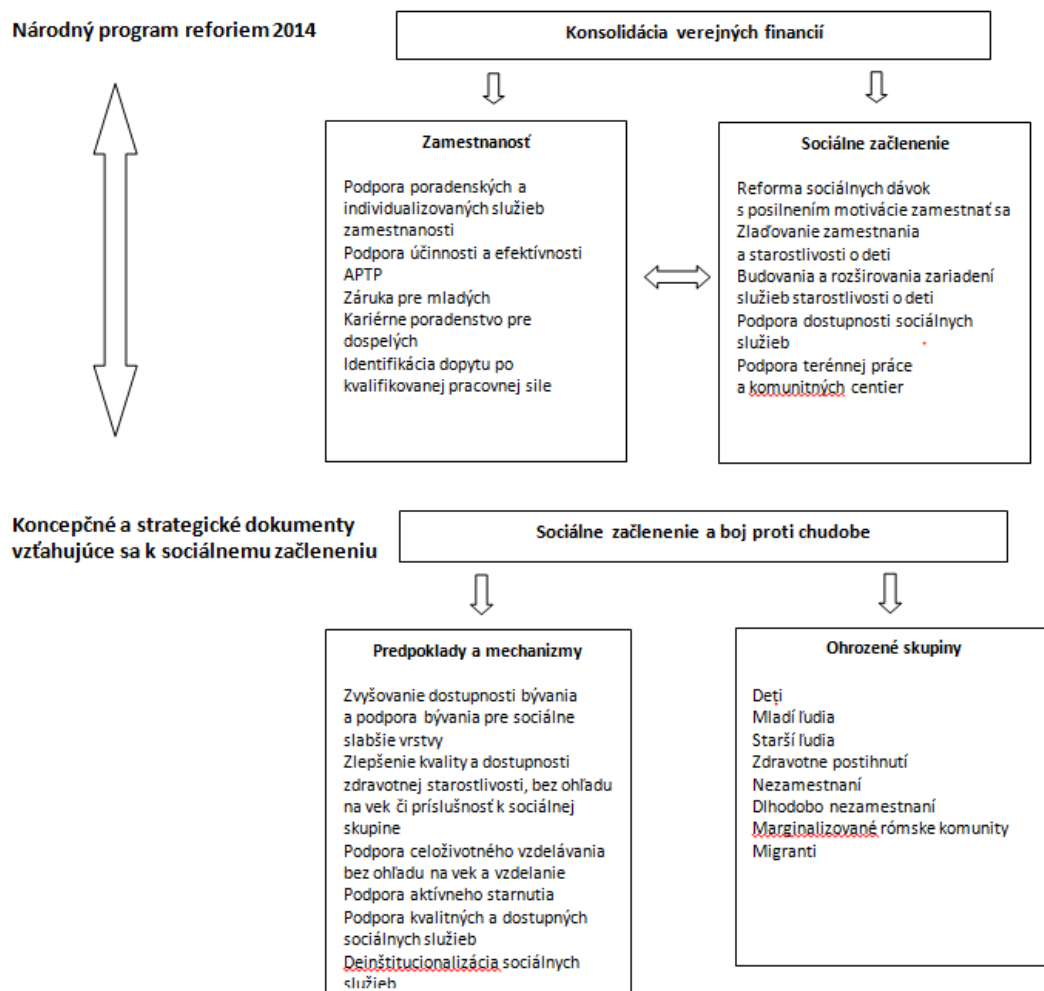 Národný program reforiem 2014
Konsolidácia verejných financií
Zamestnanosť
Podpora poradenských a
individualizovaných služieb
zamestnanosti
Podpora účinnosti a efektívnosti
APTP
Záruka pre mladých
Kariérne poradenstvo pre
dospelých
Identifikácia dopytu po
kvalifikovanej pracovnej sile
Sociálne začlenenie
Reforma sociálnych dávok
s posilnením motivácie zamestnať sa
Zlaďovanie zamestnania
a starostlivosti o deti
Budovania a rozširovania zariadení
služieb starostlivosti o deti
Podpora dostupnosti sociálnych
služieb
Podpora terénnej práce
a komunitných centier
Koncepčné a strategické dokumenty
vzťahujúce sa k sociálnemu začleneniu
Sociálne začlenenie a boj proti chudobe
Predpoklady a mechanizmy
Zvyšovanie dostupnosti bývania
a podpora bývania pre sociálne
slabšie vrstvy
Zlepšenie kvality a dostupnosti
zdravotnej starostlivosti, bez ohľadu
na vek či príslušnosť k sociálnej
skupine
Podpora celoživotného vzdelávania
bez ohľadu na vek a vzdelanie
Podpora aktívneho starnutia
Podpora kvalitných a dostupných
sociálnych služieb
Deinštitucionalizácia sociálnych
služieb
Ohrozené skupiny
Deti
Mladí ľudia
Starší ľudia
Zdravotne postihnutí
Nezamestnaní
Dlhodobo nezamestnaní
Marginalizované rómske komunity
Migranti